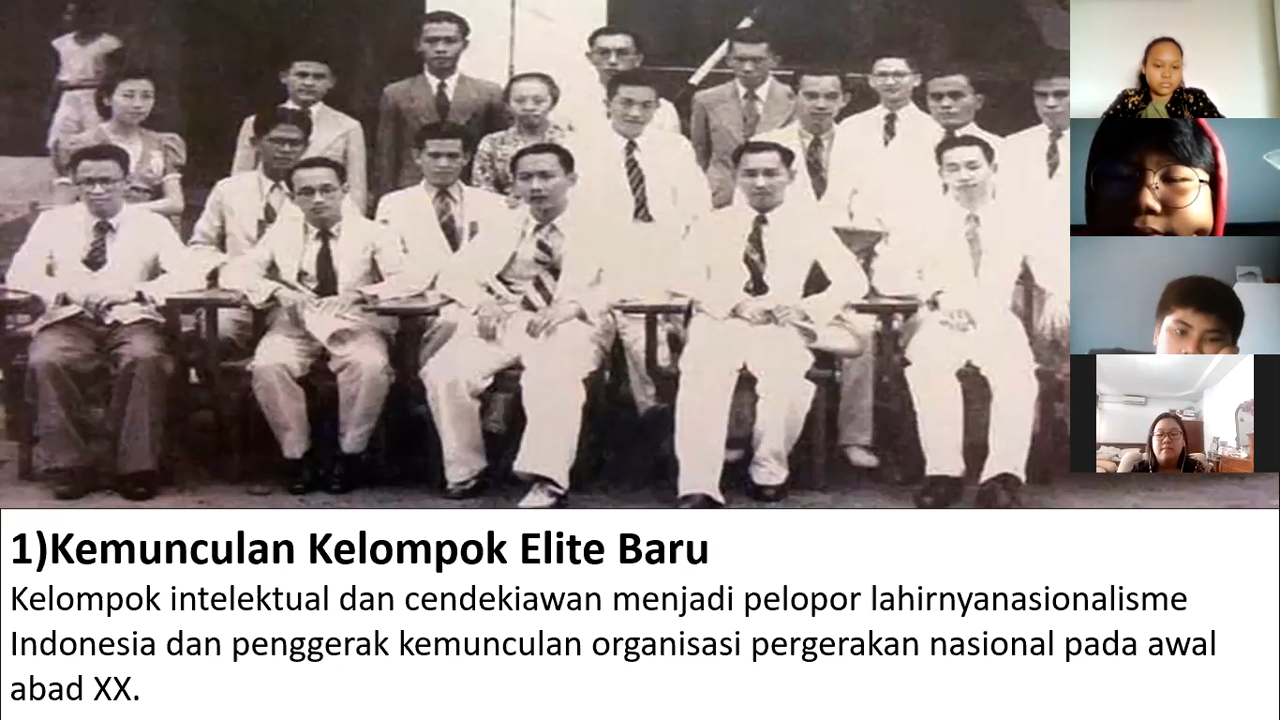 1)Kemunculan Kelompok Elite Baru
Kelompok intelektual dan cendekiawan menjadi pelopor lahirnyanasionalisme
Indonesia dan penggerak kemunculan organisasi pergerakan nasional pada awal
abad XX.